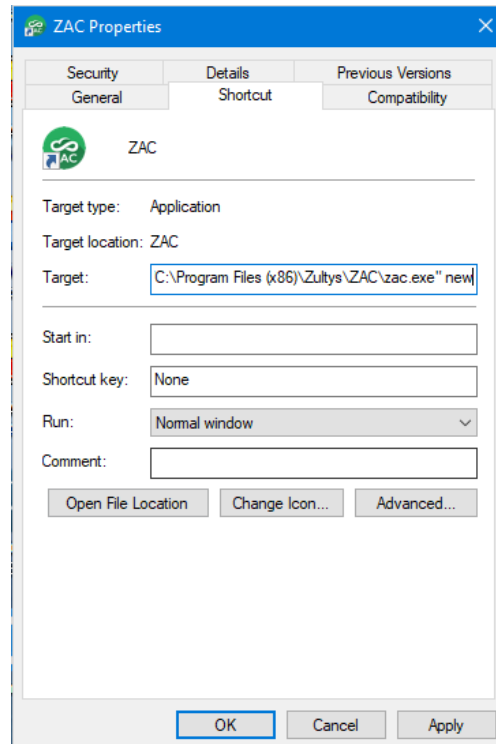 ZAC Properties
Security Details Previous Versions
General Shortcut Compatibility
AC
ZAC
Target type: Application
Target location: ZAC
Target: C:\Program Files (x86)\Zultys\ZAC\zac.exe" new
Start in:
Shortcut key: None
Run: Normal window
Comment:
Open File Location Change Icon... Advanced...
OK Cancel Apply